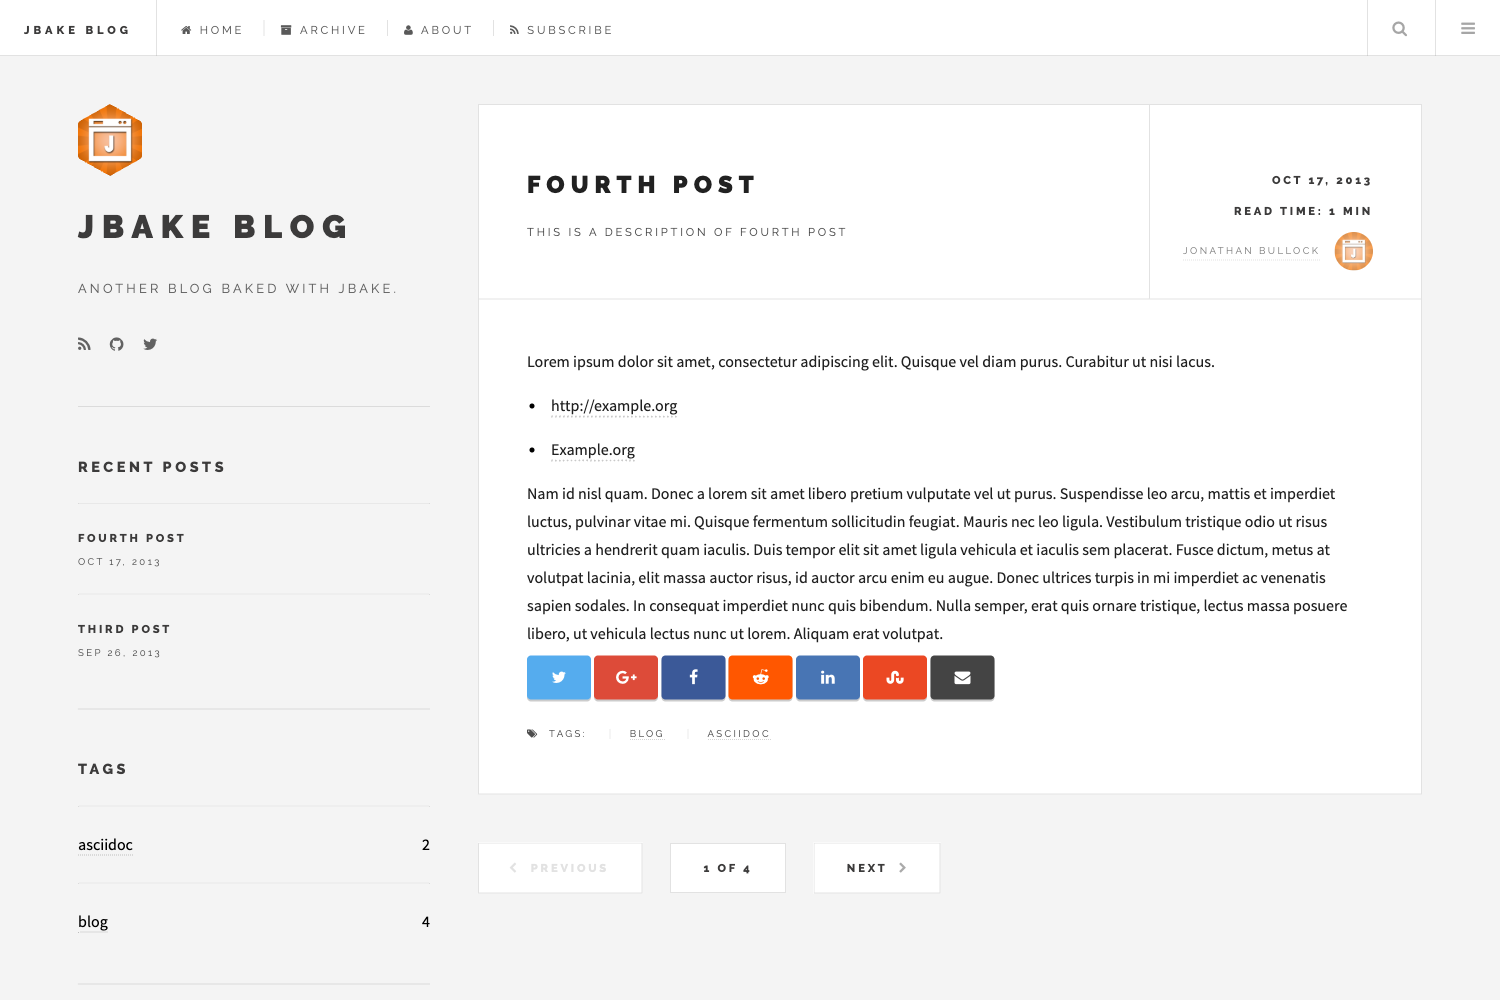 JBAKE BLOG
HOME
ARCHIVE
ABOUT
SUBSCRIBE
J
JBAKE BLOG
ANOTHER BLOG BAKED WITH JBAKE.
RECENT POSTS
FOURTH POST
OCT 17, 2013
THIRD POST
SEP 26, 2013
TAGS
asciidoc 2
blog 4
FOURTH POST
THIS IS A DESCRIPTION OF FOURTH POST
OCT 17, 2013
READ TIME: 1 MIN
JONATHAN BULLOCK
J
Lorem ipsum dolor sit amet, consectetur adipiscing elit. Quisque vel diam purus. Curabitur ut nisi lacus.
• http://example.org
• Example.org
Nam id nisl quam. Donec a lorem sit amet libero pretium vulputate vel ut purus. Suspendisse leo arcu, mattis et imperdiet
luctus, pulvinar vitae mi. Quisque fermentum sollicitudin feugiat. Mauris nec leo ligula. Vestibulum tristique odio ut risus
ultricies a hendrerit quam iaculis. Duis tempor elit sit amet ligula vehicula et iaculis sem placerat. Fusce dictum, metus at
volutpat lacinia, elit massa auctor risus, id auctor arcu enim eu augue. Donec ultrices turpis in mi imperdiet ac venenatis
sapien sodales. In consequat imperdiet nunc quis bibendum. Nulla semper, erat quis ornare tristique, lectus massa posuere
libero, ut vehicula lectus nunc ut lorem. Aliquam erat volutpat.
G+ f in
TAGS: BLOG ASCIIDOC
PREVIOUS
1 OF 4
NEXT